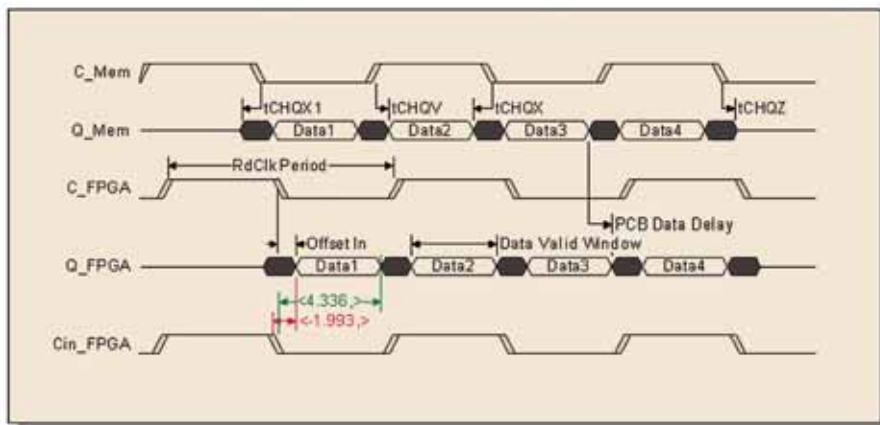 C_Mem
tCHQX1
tCHQV
tCHQX
tCHQZ
Q_Mem
Data1
Data2
Data3
Data4
RdClk Period
C_FPGA
PCB Data Delay
Offset In
Data Valid Window
Q_FPGA
Data1
Data2
Data3
Data4
<4.336,>
<-1.993,>
Cin_FPGA